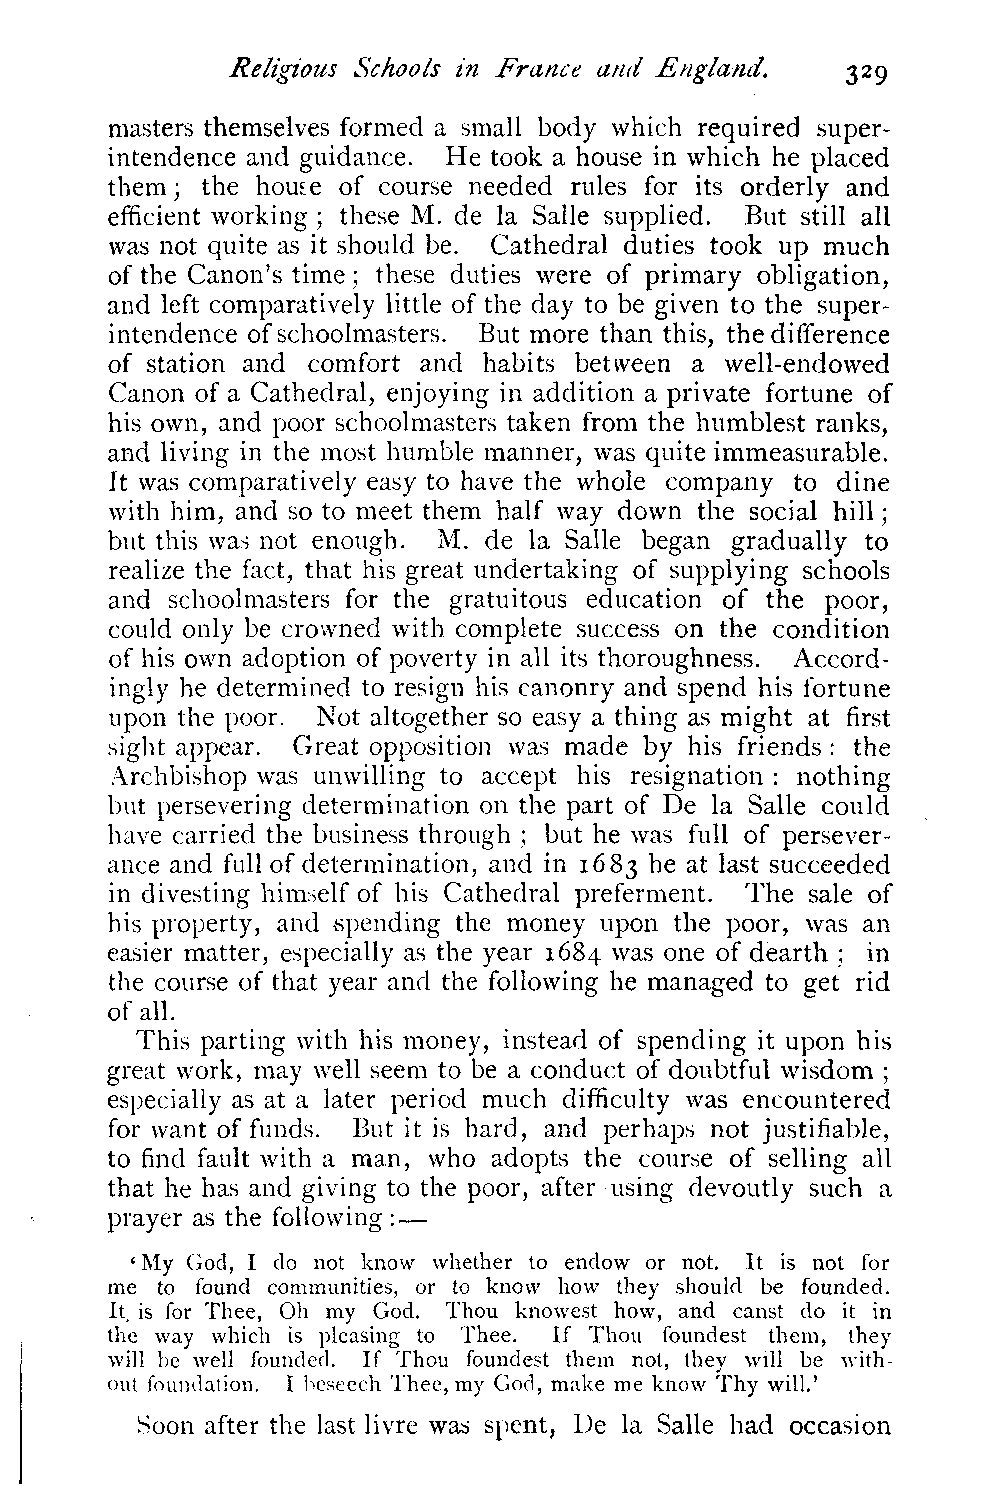 Religious Schools in France and England. 329
masters themselves formed a small body which required super-
intendence and guidance. He took a house in which he placed
them; the house of course needed rules for its orderly and
efficient working; these M. de la Salle supplied. But still all
was not quite as it should be. Cathedral duties took up much
of the Canon's time; these duties were of primary obligation,
and left comparatively little of the day to be given to the super-
intendence of schoolmasters. But more than this, the difference
of station and comfort and habits between a well-endowed
Canon of a Cathedral, enjoying in addition a private fortune of
his own, and poor schoolmasters taken from the humblest ranks,
and living in the most humble manner, was quite immeasurable.
It was comparatively easy to have the whole company to dine
with him, and so to meet them half way down the social hill;
but this was not enough. M. de la Salle began gradually to
realize the fact, that his great undertaking of supplying schools
and schoolmasters for the gratuitous education of the poor,
could only be crowned with complete success on the condition
of his own adoption of poverty in all its thoroughness. Accord-
ingly he determined to resign his canonry and spend his fortune
upon the poor. Not altogether so easy a thing as might at first
sight appear. Great opposition was made by his friends: the
Archbishop was unwilling to accept his resignation: nothing
but persevering determination on the part of De la Salle could
have carried the business through; but he was full of persever-
ance and full of determination, and in 1683 he at last succeeded
in divesting himself of his Cathedral preferment. The sale of
his property, and spending the money upon the poor, was an
easier matter, especially as the year 1684 was one of dearth; in
the course of that year and the following he managed to get rid
of all.
This parting with his money, instead of spending it upon his
great work, may well seem to be a conduct of doubtful wisdom;
especially as at a later period much difficulty was encountered
for want of funds. But it is hard, and perhaps not justifiable,
to find fault with a man, who adopts the course of selling all
that he has and giving to the poor, after using devoutly such a
prayer as the following:—
'My God, I do not know whether to endow or not. It is not for
me to found communities, or to know how they should be founded.
It is for Thee, Oh my God. Thou knowest how, and canst do it in
the way which is pleasing to Thee. If Thou foundest them, they
will be well founded. If Thou foundest them not, they will be with-
out foundation. I beseech Thee, my God, make me know Thy will.'
Soon after the last livre was spent, De la Salle had occasion